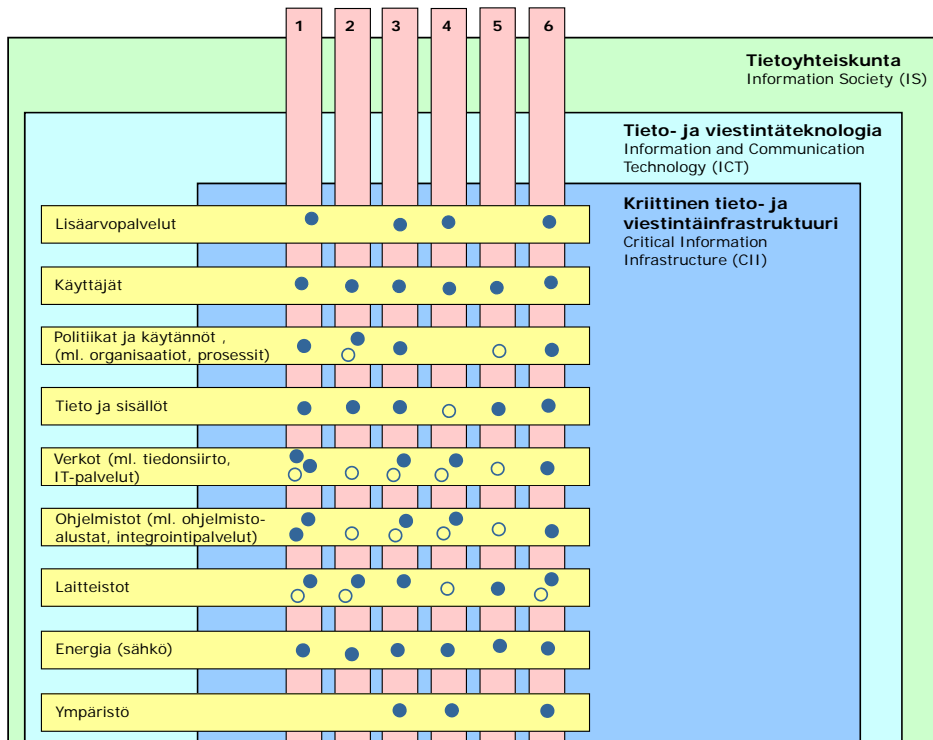 1 2 3 4 5 6
Tietoyhteiskunta
Information Society (IS)
Tieto- ja viestintäteknologia
Information and Communication
Technology (ICT)
Kriittinen tieto- ja
viestintäinfrastruktuuri
Critical Information
Infrastructure (CII)
Lisäarvopalvelut
Käyttäjät
Politiikat ja käytännöt ,
(ml. organisaatiot, prosessit)
Tieto ja sisällöt
Verkot (ml. tiedonsiirto,
IT-palvelut)
Ohjelmistot (ml. ohjelmisto-
alustat, integrointipalvelut)
Laitteistot
Energia (sähkö)
Ympäristö